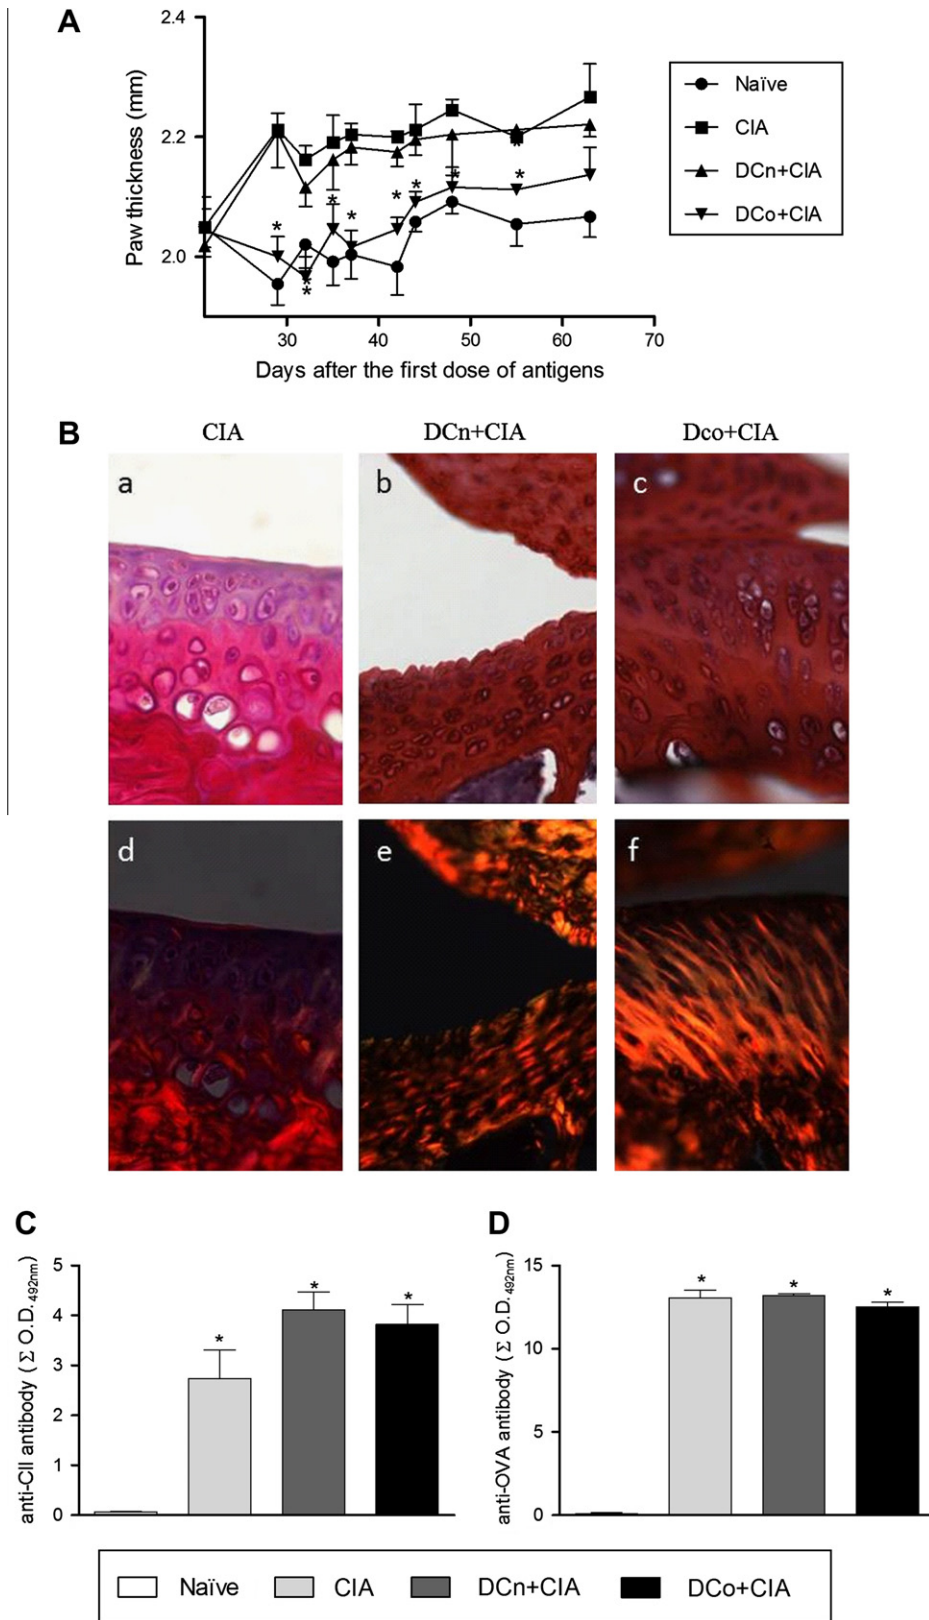 A
2.4
2.2
2.0
Paw thickness (mm)
30
40
50
60
70
Days after the first dose of antigens
Naïve
CIA
DCn+CIA
DCo+CIA
*
*
*
*
*
*
*
*
*
*
*
B
CIA
DCn+CIA
Dco+CIA
a
b
c
d
e
f
C
anti-CII antibody (Σ O.D.492nm)
5
4
3
2
1
0
*
*
*
D
anti-OVA antibody (Σ O.D.492nm)
15
10
5
0
*
*
*
Naïve
CIA
DCn+CIA
DCo+CIA